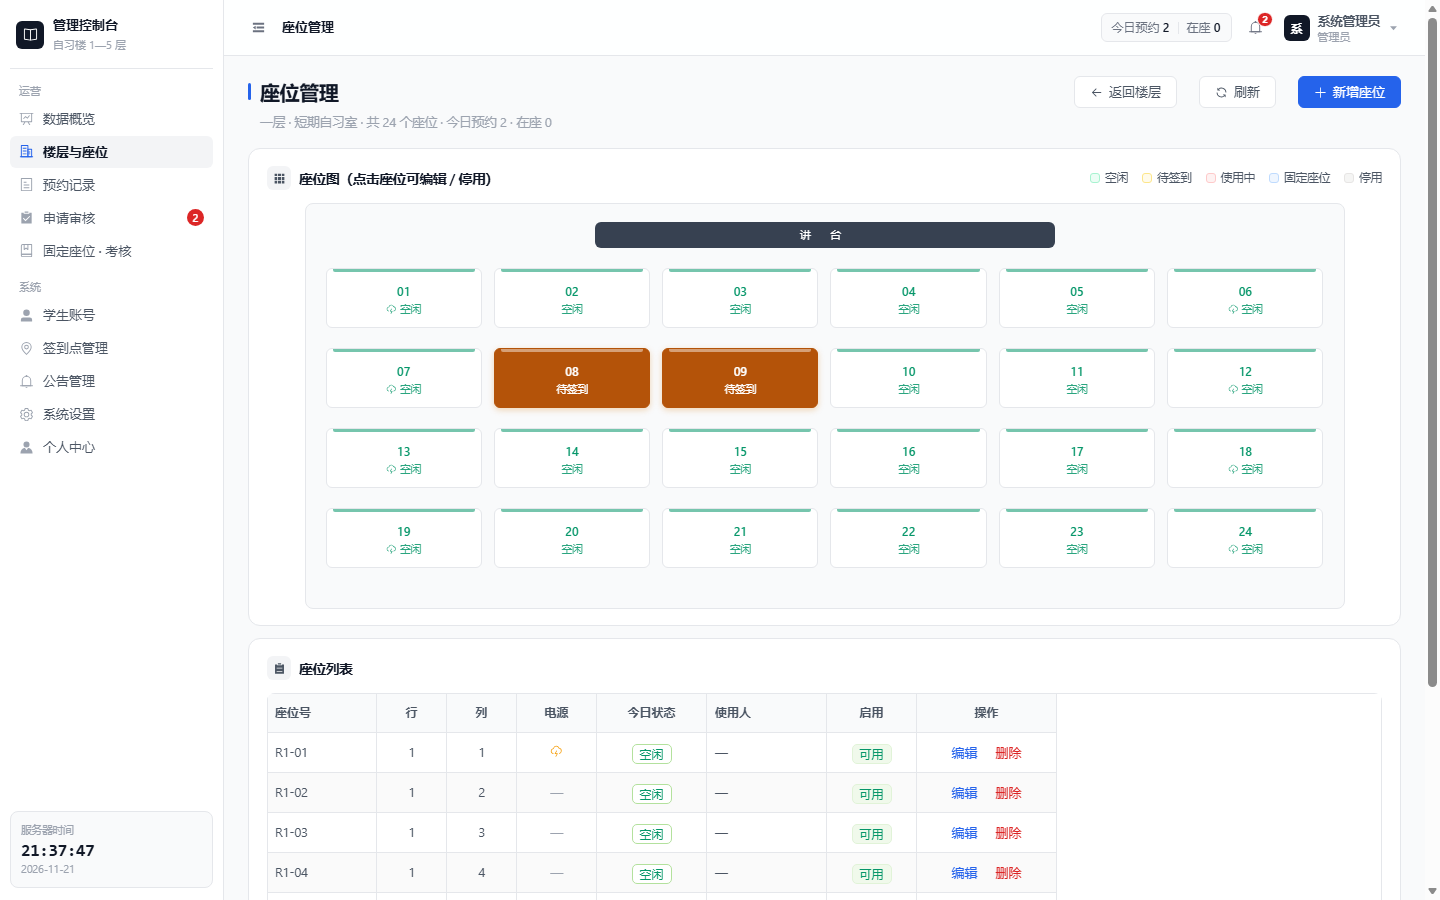 管理控制台
自习楼 1—5 层
运营
数据概览
楼层与座位
预约记录
申请审核 2
固定座位 · 考核
系统
学生账号
签到点管理
公告管理
系统设置
个人中心
服务器时间
21:37:47
2026-11-21
座位管理
今日预约 2 在座 0
2
系
系统管理员
管理员
座位管理
一层 · 短期自习室 · 共 24 个座位 · 今日预约 2 · 在座 0
返回楼层
刷新
新增座位
座位图（点击座位可编辑 / 停用）
空闲 待签到 使用中 固定座位 停用
讲 台
01 02 03 04 05 06
空闲 空闲 空闲 空闲 空闲 空闲
07 08 09 10 11 12
空闲 待签到 待签到 空闲 空闲 空闲
13 14 15 16 17 18
空闲 空闲 空闲 空闲 空闲 空闲
19 20 21 22 23 24
空闲 空闲 空闲 空闲 空闲 空闲
座位列表
座位号 行 列 电源 今日状态 使用人 启用 操作
R1-01 1 1 空闲 — 可用 编辑 删除
R1-02 1 2 — 空闲 — 可用 编辑 删除
R1-03 1 3 — 空闲 — 可用 编辑 删除
R1-04 1 4 — 空闲 — 可用 编辑 删除